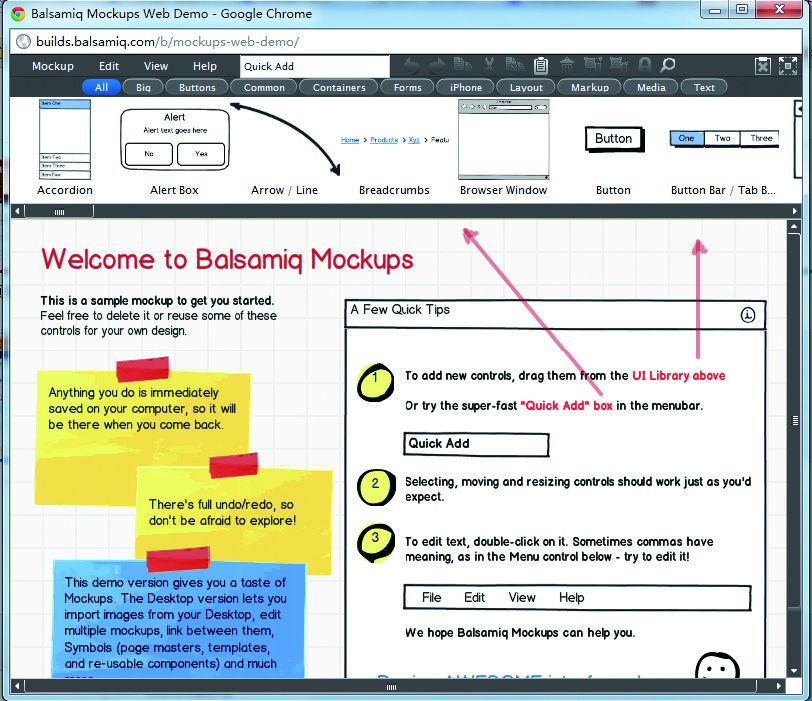 Balsamiq Mockups Web Demo - Google Chrome
builds.balsamiq.com/b/mockups-web-demo/
Mockup Edit View Help Quick Add
All Big Buttons Common Containers Forms iPhone Layout Markup Media Text
Item One
Item Two
Item Three
Item Four
Alert
Alert text goes here
No Yes
Home > Products > Xyz > Featu
Button
One Two Three
Accordion Alert Box Arrow / Line Breadcrumbs Browser Window Button Button Bar / Tab B...
Welcome to Balsamiq Mockups
This is a sample mockup to get you started.
Feel free to delete it or reuse some of these
controls for your own design.
Anything you do is immediately
saved on your computer, so it will
be there when you come back.
There's full undo/redo, so
don't be afraid to explore!
This demo version gives you a taste of
Mockups. The Desktop version lets you
import images from your Desktop, edit
multiple mockups, link between them,
Symbols (page masters, templates,
and re-usable components) and much
A Few Quick Tips
1
To add new controls, drag them from the UI Library above
Or try the super-fast "Quick Add" box in the menubar.
Quick Add
2
Selecting, moving and resizing controls should work just as you'd
expect.
3
To edit text, double-click on it. Sometimes commas have
meaning, as in the Menu control below - try to edit it!
File Edit View Help
We hope Balsamiq Mockups can help you.